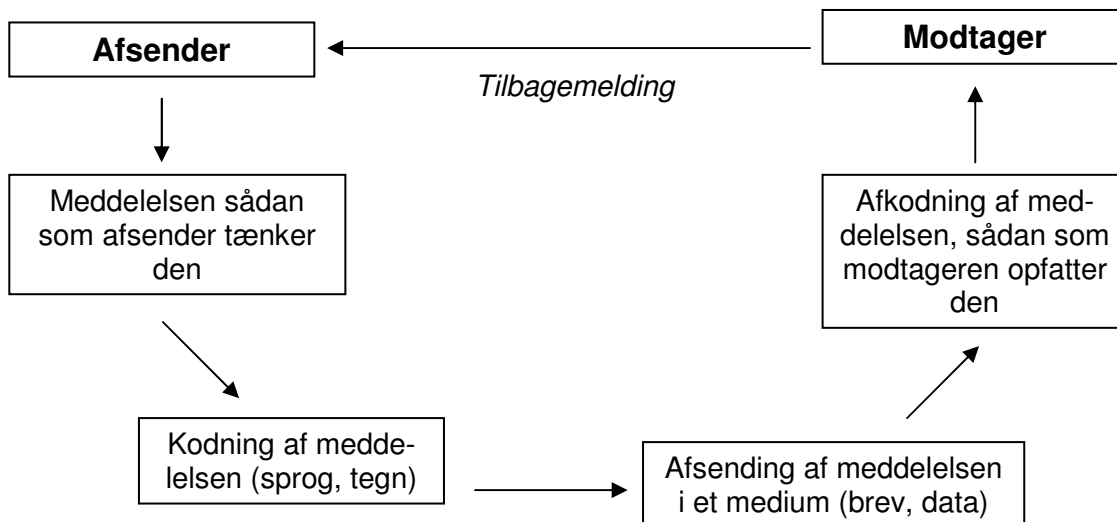 Afsender
Modtager
Tilbagemelding
Meddelelsen sådan
som afsender tænker
den
Afkodning af med-
delelsen, sådan som
modtageren opfatter
den
Kodning af medde-
lelsen (sprog, tegn)
Afsending af meddelelsen
i et medium (brev, data)